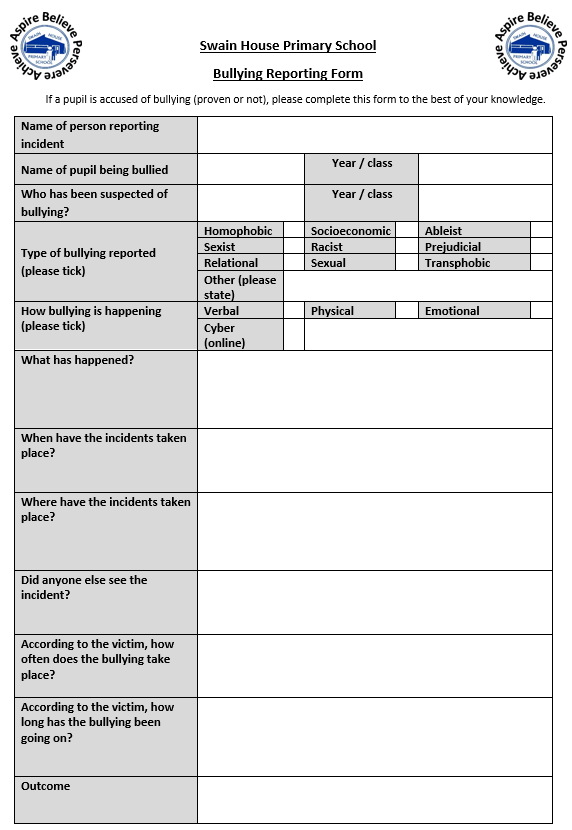 Aspire Believe Persevere Achieve
SWAIN HOUSE
PRIMARY
SCHOOL
Aspire Believe Persevere Achieve
SWAIN HOUSE
PRIMARY
SCHOOL
Swain House Primary School
Bullying Reporting Form
If a pupil is accused of bullying (proven or not), please complete this form to the best of your knowledge.
Name of person reporting
incident
Name of pupil being bullied
Year / class
Who has been suspected of
bullying?
Year / class
Type of bullying reported
(please tick)
Homophobic
Socioeconomic
Ableist
Sexist
Racist
Prejudicial
Relational
Sexual
Transphobic
Other (please
state)
How bullying is happening
(please tick)
Verbal
Physical
Emotional
Cyber
(online)
What has happened?
When have the incidents taken
place?
Where have the incidents taken
place?
Did anyone else see the
incident?
According to the victim, how
often does the bullying take
place?
According to the victim, how
long has the bullying been
going on?
Outcome